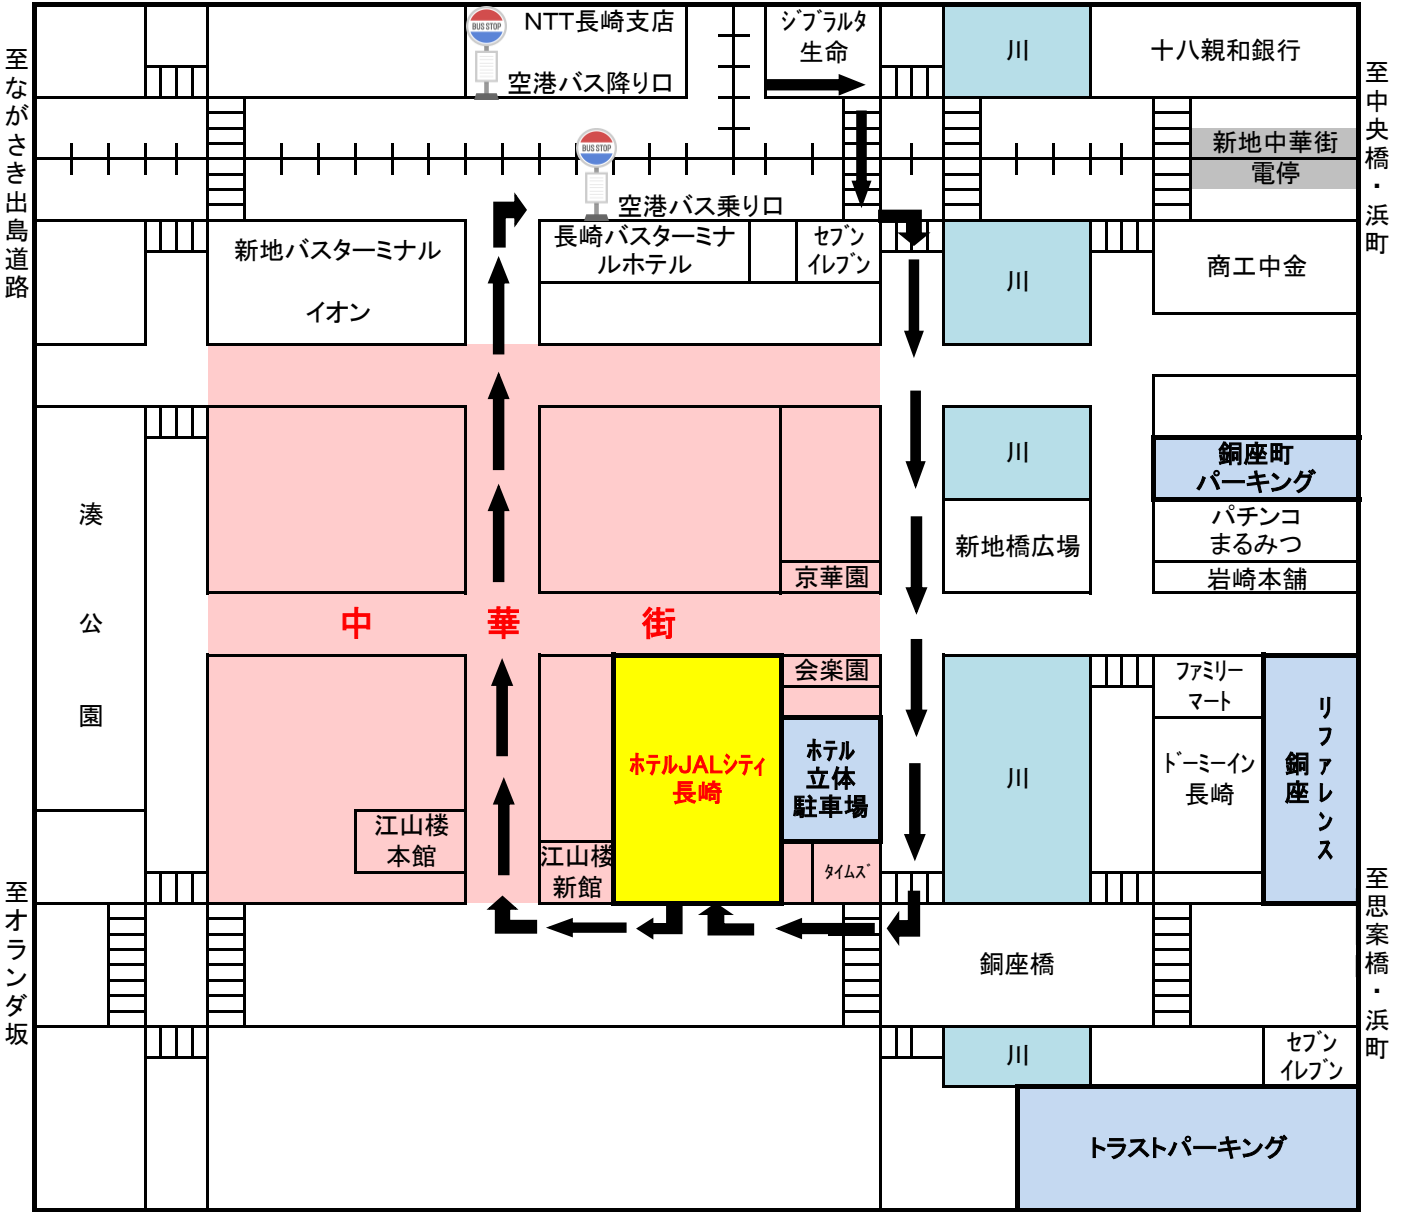 BUS STOP
NTT長崎支店
空港バス降り口
ジブラルタ
生命
川
十八親和銀行
至ながさき出島道路
至中央橋・浜町
BUS STOP
空港バス乗り口
新地中華街
電停
新地バスターミナル
イオン
長崎バスターミナ
ルホテル
セブン
イレブン
川
商工中金
湊公園
川
銅座町
パーキング
新地橋広場
パチンコ
まるみつ
岩崎本舗
京華園
中華街
会楽園
ホテルJALシティ
長崎
ホテル
立体
駐車場
川
ファミリー
マート
ドーミーイン
長崎
リファレンス
銅座
江山楼
本館
江山楼
新館
タイムズ
至オランダ坂
至思案橋・浜町
銅座橋
川
セブン
イレブン
トラストパーキング